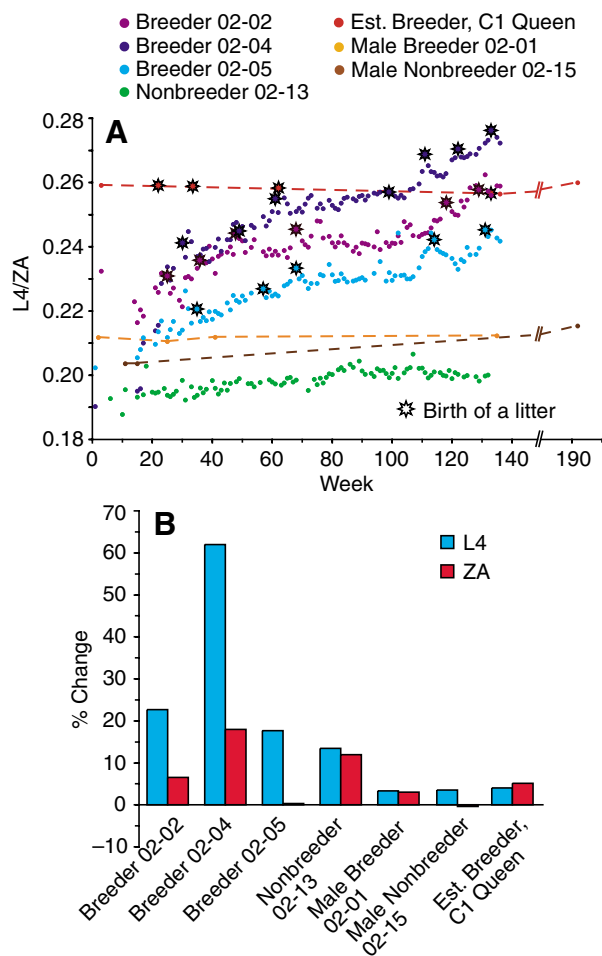 Breeder 02-02
Breeder 02-04
Breeder 02-05
Nonbreeder 02-13
Est. Breeder, C1 Queen
Male Breeder 02-01
Male Nonbreeder 02-15
A
L4/ZA
0.28
0.26
0.24
0.22
0.20
0.18
Birth of a litter
0 20 40 60 80 100 120 140 190
Week
B
% Change
70
60
50
40
30
20
10
0
–10
L4
ZA
Breeder 02-02
Breeder 02-04
Breeder 02-05
Nonbreeder
02-13
Male Breeder
02-01
Male Nonbreeder
02-15
Est. Breeder,
C1 Queen